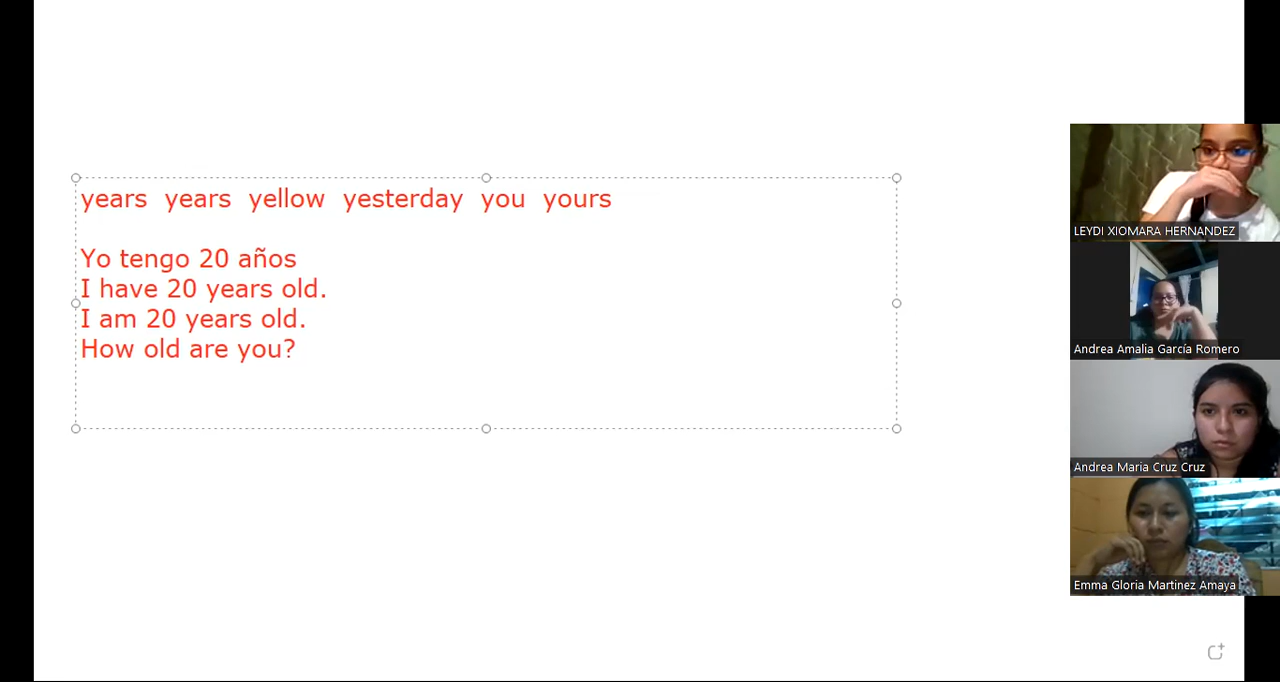 years years yellow yesterday you yours
Yo tengo 20 años
I have 20 years old.
I am 20 years old.
How old are you?
LEYDI XIOMARA HERNANDEZ
Andrea Amalia García Romero
Andrea Maria Cruz Cruz
Emma Gloria Martinez Amaya